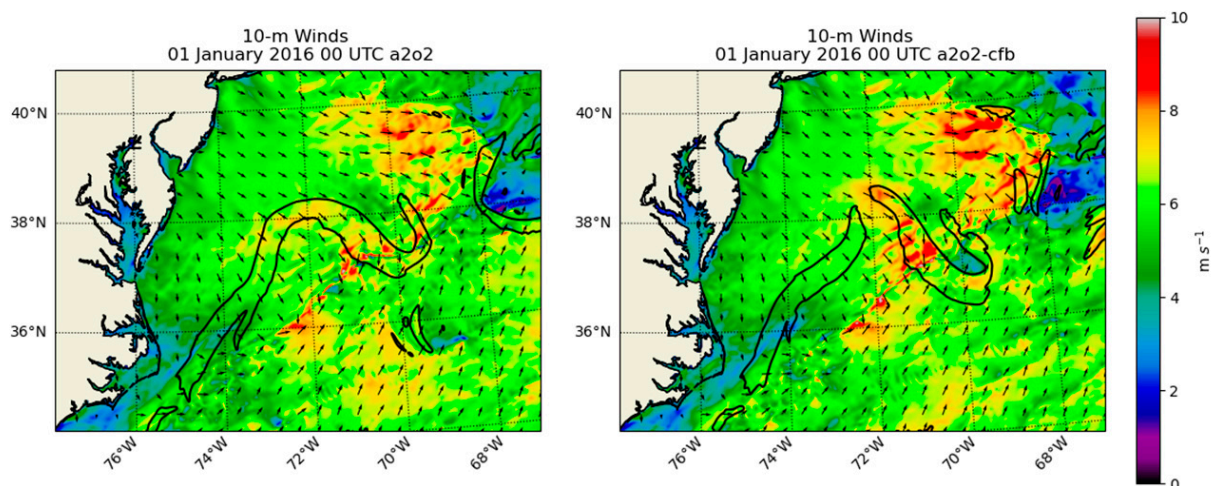 10-m Winds
01 January 2016 00 UTC a2o2
40°N
38°N
36°N
76°W
74°W
72°W
70°W
68°W
10-m Winds
01 January 2016 00 UTC a2o2-cfb
40°N
38°N
36°N
76°W
74°W
72°W
70°W
68°W
10
8
6
4
2
0
m s⁻¹